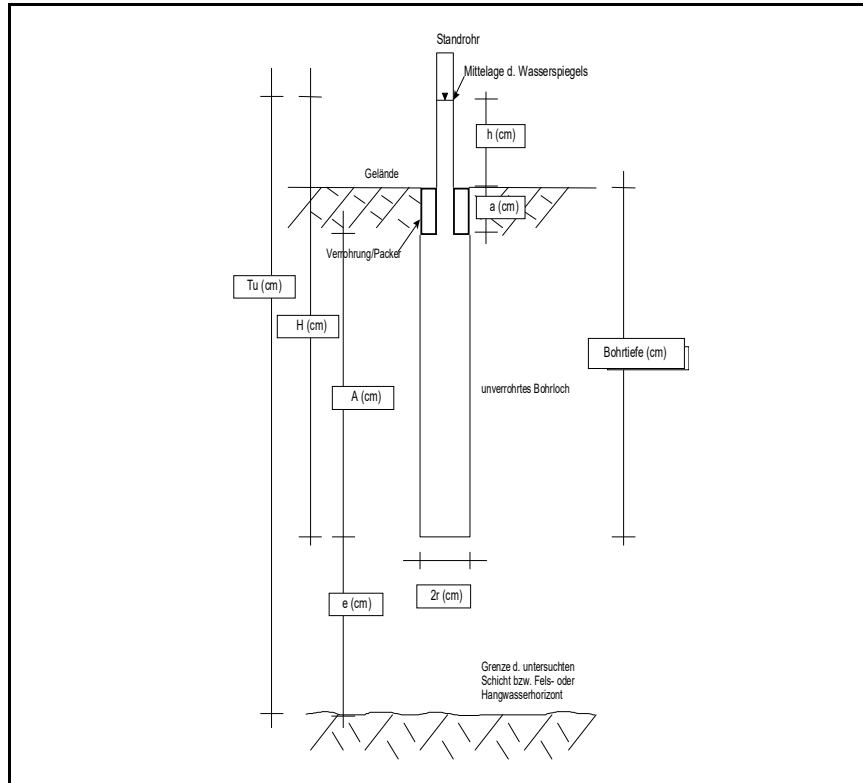 Standrohr
Mittelage d. Wasserspiegels
h (cm)
Gelände
a (cm)
Verrohrung/Packer
Tu (cm)
H (cm)
Bohrtiefe (cm)
A (cm)
unverrohrtes Bohrloch
e (cm)
2r (cm)
Grenze d. untersuchten
Schicht bzw. Fels- oder
Hangwasserhorizont